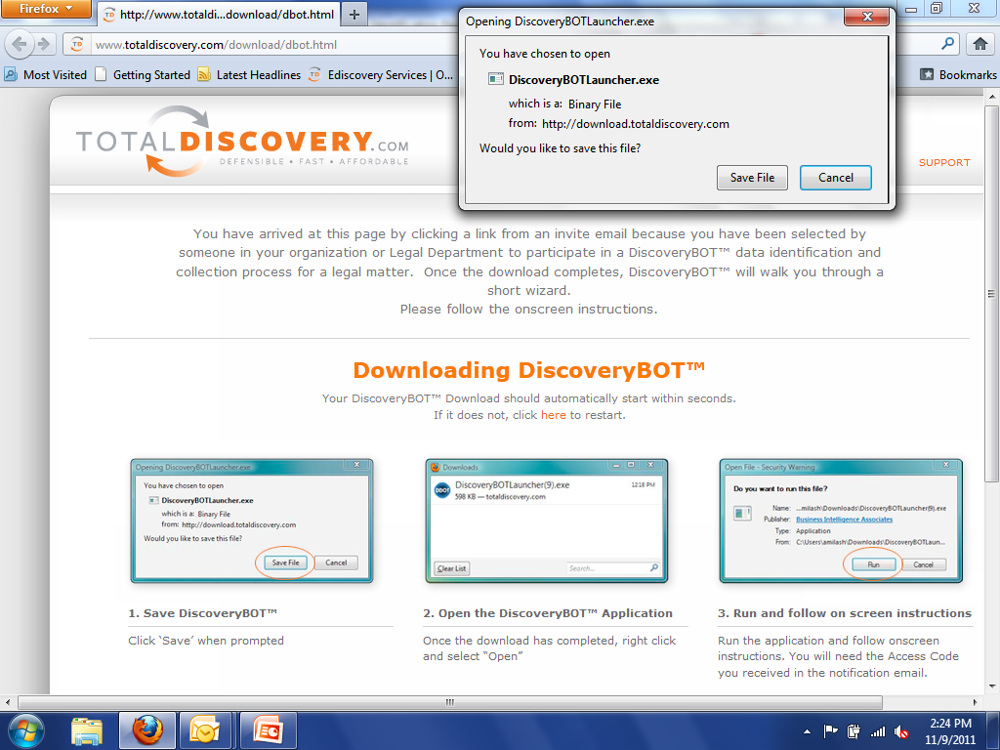 Firefox
http://www.totaldi...download/dbot.html
www.totaldiscovery.com/download/dbot.html
Most Visited
Getting Started
Latest Headlines
Ediscovery Services | O...
Bookmarks
Opening DiscoveryBOTLauncher.exe
You have chosen to open
DiscoveryBOTLauncher.exe
which is a: Binary File
from: http://download.totaldiscovery.com
Would you like to save this file?
Save File
Cancel
TOTALDISCOVERY.COM
DEFENSIBLE • FAST • AFFORDABLE
SUPPORT
You have arrived at this page by clicking a link from an invite email because you have been selected by
someone in your organization or Legal Department to participate in a DiscoveryBOT™ data identification and
collection process for a legal matter. Once the download completes, DiscoveryBOT™ will walk you through a
short wizard.
Please follow the onscreen instructions.
Downloading DiscoveryBOT™
Your DiscoveryBOT™ Download should automatically start within seconds.
If it does not, click here to restart.
Opening DiscoveryBOTLauncher.exe
You have chosen to open
DiscoveryBOTLauncher.exe
which is a: Binary File
from: http://download.totaldiscovery.com
Would you like to save this file?
Save File
Cancel
Downloads
DBOT
DiscoveryBOTLauncher(9).exe
12:18 PM
598 KB — totaldiscovery.com
Clear List
Search...
Open File - Security Warning
Do you want to run this file?
Name: ...milash\Downloads\DiscoveryBOTLauncher(9).exe
Publisher: Business Intelligence Associates
Type: Application
From: C:\Users\amilash\Downloads\DiscoveryBOTLaun...
Run
Cancel
1. Save DiscoveryBOT™
Click ‘Save’ when prompted
2. Open the DiscoveryBOT™ Application
Once the download has completed, right click
and select “Open”
3. Run and follow on screen instructions
Run the application and follow onscreen
instructions. You will need the Access Code
you received in the notification email.
2:24 PM
11/9/2011